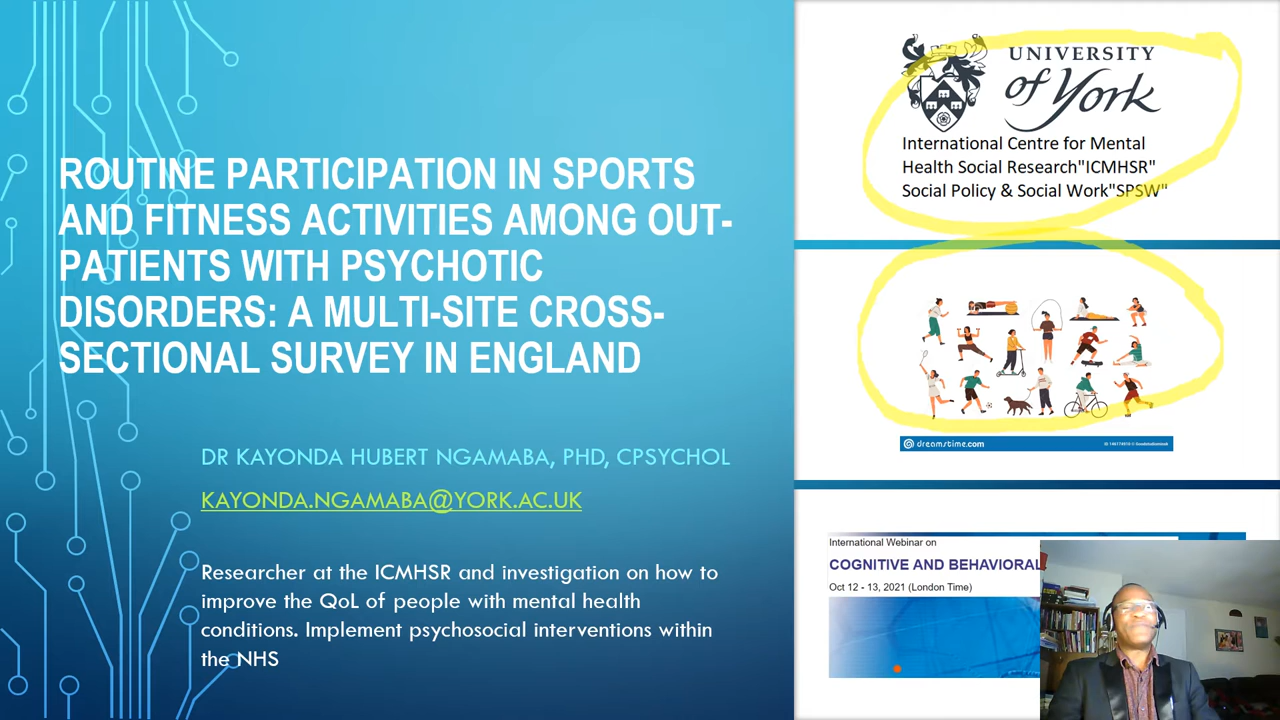 ROUTINE PARTICIPATION IN SPORTS
AND FITNESS ACTIVITIES AMONG OUT-
PATIENTS WITH PSYCHOTIC
DISORDERS: A MULTI-SITE CROSS-
SECTIONAL SURVEY IN ENGLAND
DR KAYONDA HUBERT NGAMABA, PHD, CPSYCHOL
KAYONDA.NGAMABA@YORK.AC.UK
Researcher at the ICMHSR and investigation on how to
improve the QoL of people with mental health
conditions. Implement psychosocial interventions within
the NHS
UNIVERSITY
of York
International Centre for Mental
Health Social Research"ICMHSR"
Social Policy & Social Work"SPSW"
dreamstime.com
International Webinar on
COGNITIVE AND BEHAVIORAL
Oct 12 - 13, 2021 (London Time)